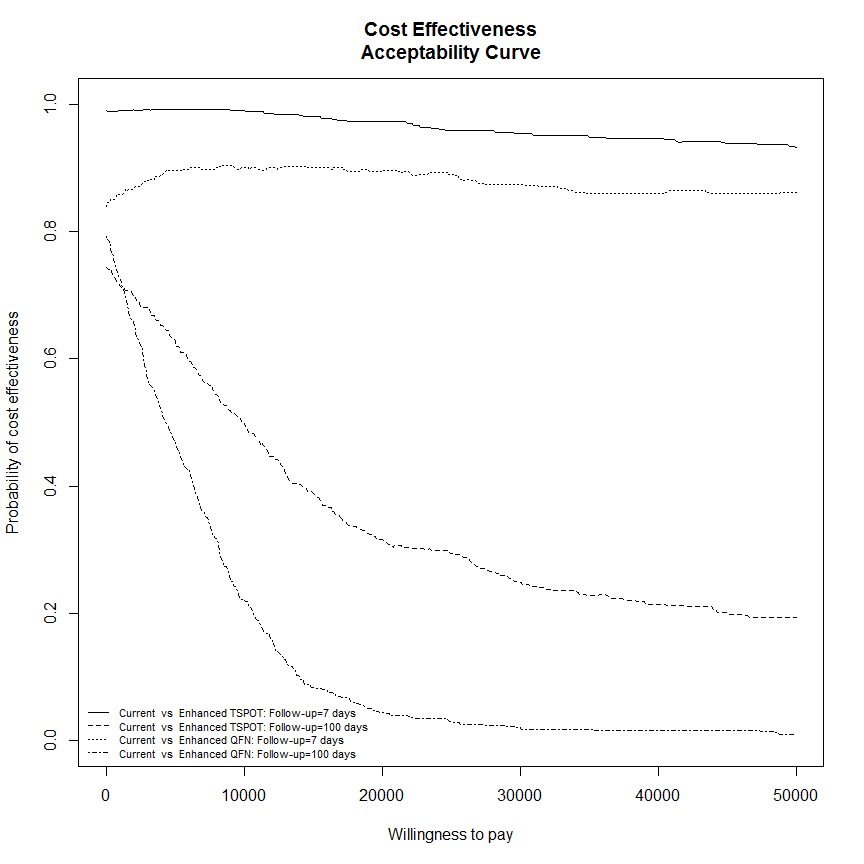 Cost Effectiveness
Acceptability Curve
Probability of cost effectiveness
1.0
0.8
0.6
0.4
0.2
0.0
Current vs Enhanced TSPOT: Follow-up=7 days
Current vs Enhanced TSPOT: Follow-up=100 days
Current vs Enhanced QFN: Follow-up=7 days
Current vs Enhanced QFN: Follow-up=100 days
0 10000 20000 30000 40000 50000
Willingness to pay